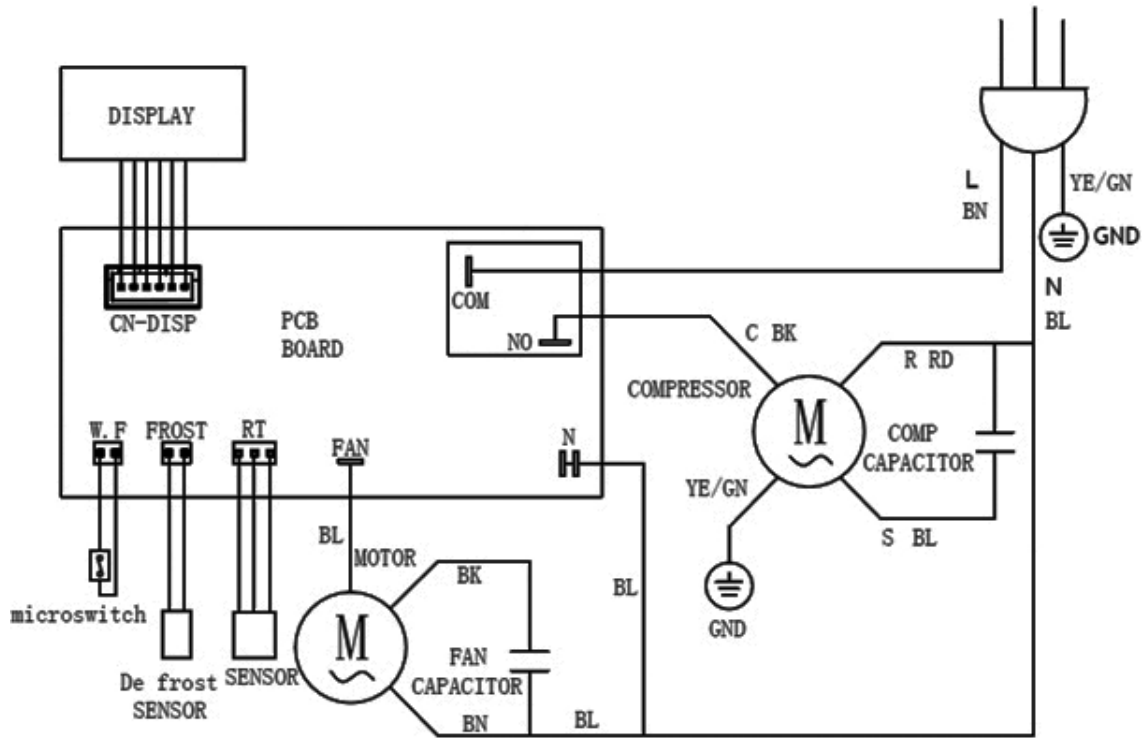 DISPLAY
L
BN
YE/GN
GND
N
BL
CN-DISP
PCB
BOARD
COM
NO
C BK
R RD
COMPRESSOR
M
COMP
CAPACITOR
YE/GN
S BL
GND
W.F
FROST
RT
FAN
N
BL
MOTOR
BK
BL
microswitch
M
FAN
CAPACITOR
De frost
SENSOR
SENSOR
BN
BL